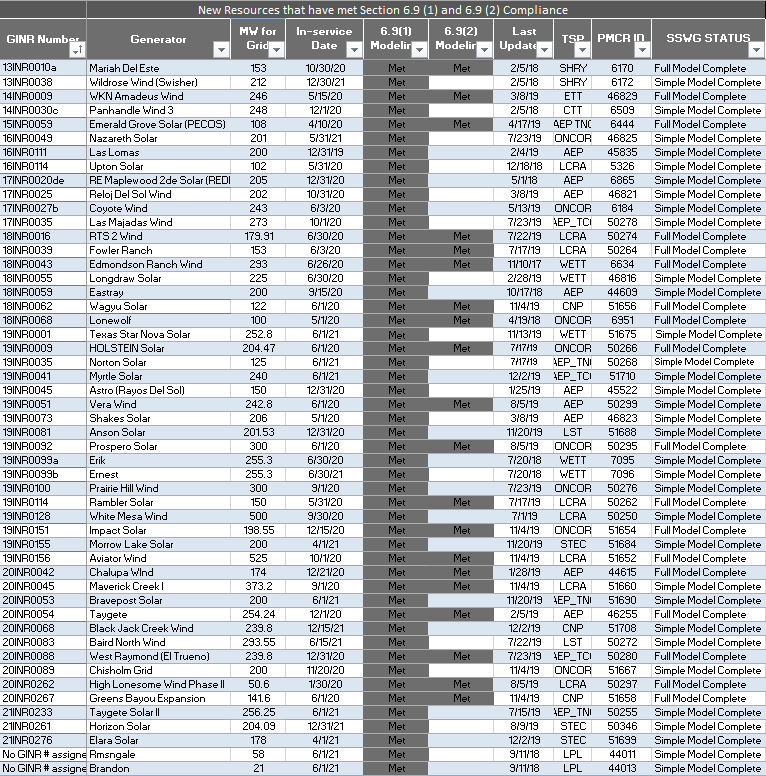 New Resources that have met Section 6.9 (1) and 6.9 (2) Compliance
GINR Number Generator MW for Grid In-service Date 6.9(1) Modelin 6.9(2) Modelin Last Update TSP PMCR ID SSWG STATUS
13INR0010a Mariah Del Este 153 10/30/20 Met Met 2/5/18 SHRY 6170 Full Model Complete
13INR0038 Wildrose Wind (Swisher) 212 12/30/21 Met 2/5/18 SHRY 6172 Simple Model Complete
14INR0009 WKN Amadeus Wind 246 5/15/20 Met Met 3/8/19 ETT 46829 Full Model Complete
14INR0030c Panhandle Wind 3 248 12/1/20 Met 2/5/18 CTT 6509 Simple Model Complete
15INR0059 Emerald Grove Solar (PECOS) 108 4/10/20 Met Met 4/17/19 AEP TNC 6444 Full Model Complete
16INR0049 Nazareth Solar 201 5/31/21 Met 7/23/19 ONCOR 46825 Simple Model Complete
16INR0111 Las Lomas 200 12/31/19 Met 2/4/19 AEP 45835 Simple Model Complete
16INR0114 Upton Solar 102 5/31/20 Met 12/18/18 LCRA 5326 Simple Model Complete
17INR0020de RE Maplewood 2de Solar (REDI 205 12/31/20 Met 5/1/18 AEP 6865 Simple Model Complete
17INR0025 Reloj Del Sol Wind 202 10/31/20 Met 3/8/19 AEP 46821 Simple Model Complete
17INR0027b Coyote Wind 243 6/3/20 Met 5/13/19 ONCOR 6184 Simple Model Complete
17INR0035 Las Majadas Wind 273 10/1/20 Met 7/23/19 AEP_TCC 50278 Simple Model Complete
18INR0016 RTS 2 Wind 179.91 6/30/20 Met Met 7/22/19 LCRA 50274 Full Model Complete
18INR0039 Fowler Ranch 153 6/3/20 Met Met 7/17/19 LCRA 50264 Full Model Complete
18INR0043 Edmondson Ranch Wind 293 6/26/20 Met Met 11/10/17 WETT 6634 Full Model Complete
18INR0055 Longdraw Solar 225 6/30/20 Met 2/28/19 WETT 46816 Simple Model Complete
18INR0059 Eastray 200 9/15/20 Met 10/17/18 AEP 44609 Simple Model Complete
18INR0062 Wagyu Solar 122 6/1/20 Met Met 11/4/19 CNP 51656 Full Model Complete
18INR0068 Lonewolf 100 5/1/20 Met Met 4/19/18 ONCOR 6951 Full Model Complete
19INR0001 Texas Star Nova Solar 252.8 6/1/21 Met 11/13/19 WETT 51675 Simple Model Complete
19INR0009 HOLSTEIN Solar 204.47 6/1/20 Met Met 7/17/19 ONCOR 50266 Full Model Complete
19INR0035 Norton Solar 125 6/1/21 Met 7/17/19 AEP_TNC 50268 Simple Model Complete
19INR0041 Myrtle Solar 240 6/1/21 Met 12/2/19 AEP_TCC 51710 Simple Model Complete
19INR0045 Astro (Rayos Del Sol) 150 12/31/20 Met 1/25/19 AEP 45522 Simple Model Complete
19INR0051 Vera Wind 242.8 6/1/20 Met Met 8/5/19 AEP 50299 Simple Model Complete
19INR0073 Shakes Solar 206 5/1/20 Met 3/8/19 AEP 46823 Simple Model Complete
19INR0081 Anson Solar 201.53 12/31/20 Met 11/20/19 LST 51688 Full Model Complete
19INR0092 Prospero Solar 300 6/1/20 Met Met 8/5/19 ONCOR 50295 Full Model Complete
19INR0099a Erik 255.3 6/30/20 Met 7/20/18 WETT 7095 Simple Model Complete
19INR0099b Ernest 255.3 6/30/21 Met 7/20/18 WETT 7096 Simple Model Complete
19INR0100 Prairie Hill Wind 300 9/1/20 Met 7/23/19 ONCOR 50276 Simple Model Complete
19INR0114 Rambler Solar 150 5/31/20 Met Met 7/17/19 LCRA 50262 Full Model Complete
19INR0128 White Mesa Wind 500 9/30/20 Met 7/1/19 LCRA 50250 Simple Model Complete
19INR0151 Impact Solar 198.55 12/15/20 Met Met 11/4/19 ONCOR 51654 Full Model Complete
19INR0155 Morrow Lake Solar 200 4/1/21 Met 11/20/19 STEC 51684 Simple Model Complete
19INR0156 Aviator Wind 525 10/1/20 Met Met 11/4/19 LCRA 51652 Full Model Complete
20INR0042 Chalupa WInd 174 12/21/20 Met Met 1/28/19 AEP 44615 Full Model Complete
20INR0045 Maverick Creek I 373.2 9/1/20 Met Met 11/4/19 LCRA 51660 Simple Model Complete
20INR0053 Bravepost Solar 200 6/1/21 Met 11/20/19 AEP_TNC 51690 Simple Model Complete
20INR0054 Taygete 254.24 12/1/20 Met Met 2/5/19 AEP 46255 Full Model Complete
20INR0068 Black Jack Creek Wind 239.8 12/15/21 Met 12/2/19 CNP 51708 Simple Model Complete
20INR0083 Baird North Wind 293.55 6/15/21 Met 7/22/19 LST 50272 Simple Model Complete
20INR0088 West Raymond (El Trueno) 239.8 12/31/20 Met Met 7/23/19 AEP_TCC 50280 Full Model Complete
20INR0089 Chisholm Grid 200 11/20/20 Met 11/4/19 ONCOR 51667 Simple Model Complete
20INR0262 High Lonesome Wind Phase II 50.6 1/30/20 Met Met 8/5/19 LCRA 50297 Full Model Complete
20INR0267 Greens Bayou Expansion 141.6 6/1/20 Met Met 11/4/19 CNP 51658 Full Model Complete
21INR0233 Taygete Solar II 256.25 6/1/21 Met 7/15/19 AEP_TNC 50255 Simple Model Complete
21INR0261 Horizon Solar 204.09 12/31/21 Met 8/9/19 STEC 50346 Simple Model Complete
21INR0276 Elara Solar 178 4/1/21 Met 12/2/19 STEC 51699 Simple Model Complete
No GINR # assigne Rmsngale 58 6/1/21 Met 9/11/18 LPL 44011 Simple Model Complete
No GINR # assigne Brandon 21 6/1/21 Met 9/11/18 LPL 44013 Simple Model Complete